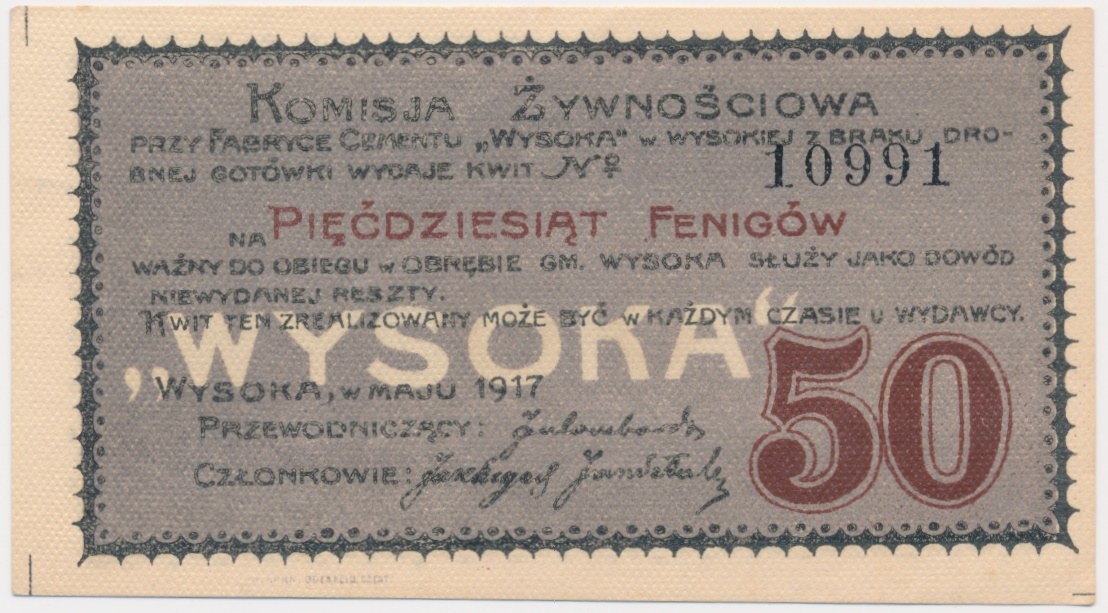 Komisja Żywnościowa
przy Fabryce Cementu „Wysoka” w Wysokiej z braku dro-
bnej gotówki wydaje kwit № 10991
na Pięćdziesiąt Fenigów
ważny do obiegu w obrębie gm. Wysoka służy jako dowód
niewydanej reszty.
Kwit ten zrealizowany może być w każdym czasie u wydawcy.
„WYSOKA“
Wysoka, w maju 1917
50
Przewodniczący:
Członkowie: